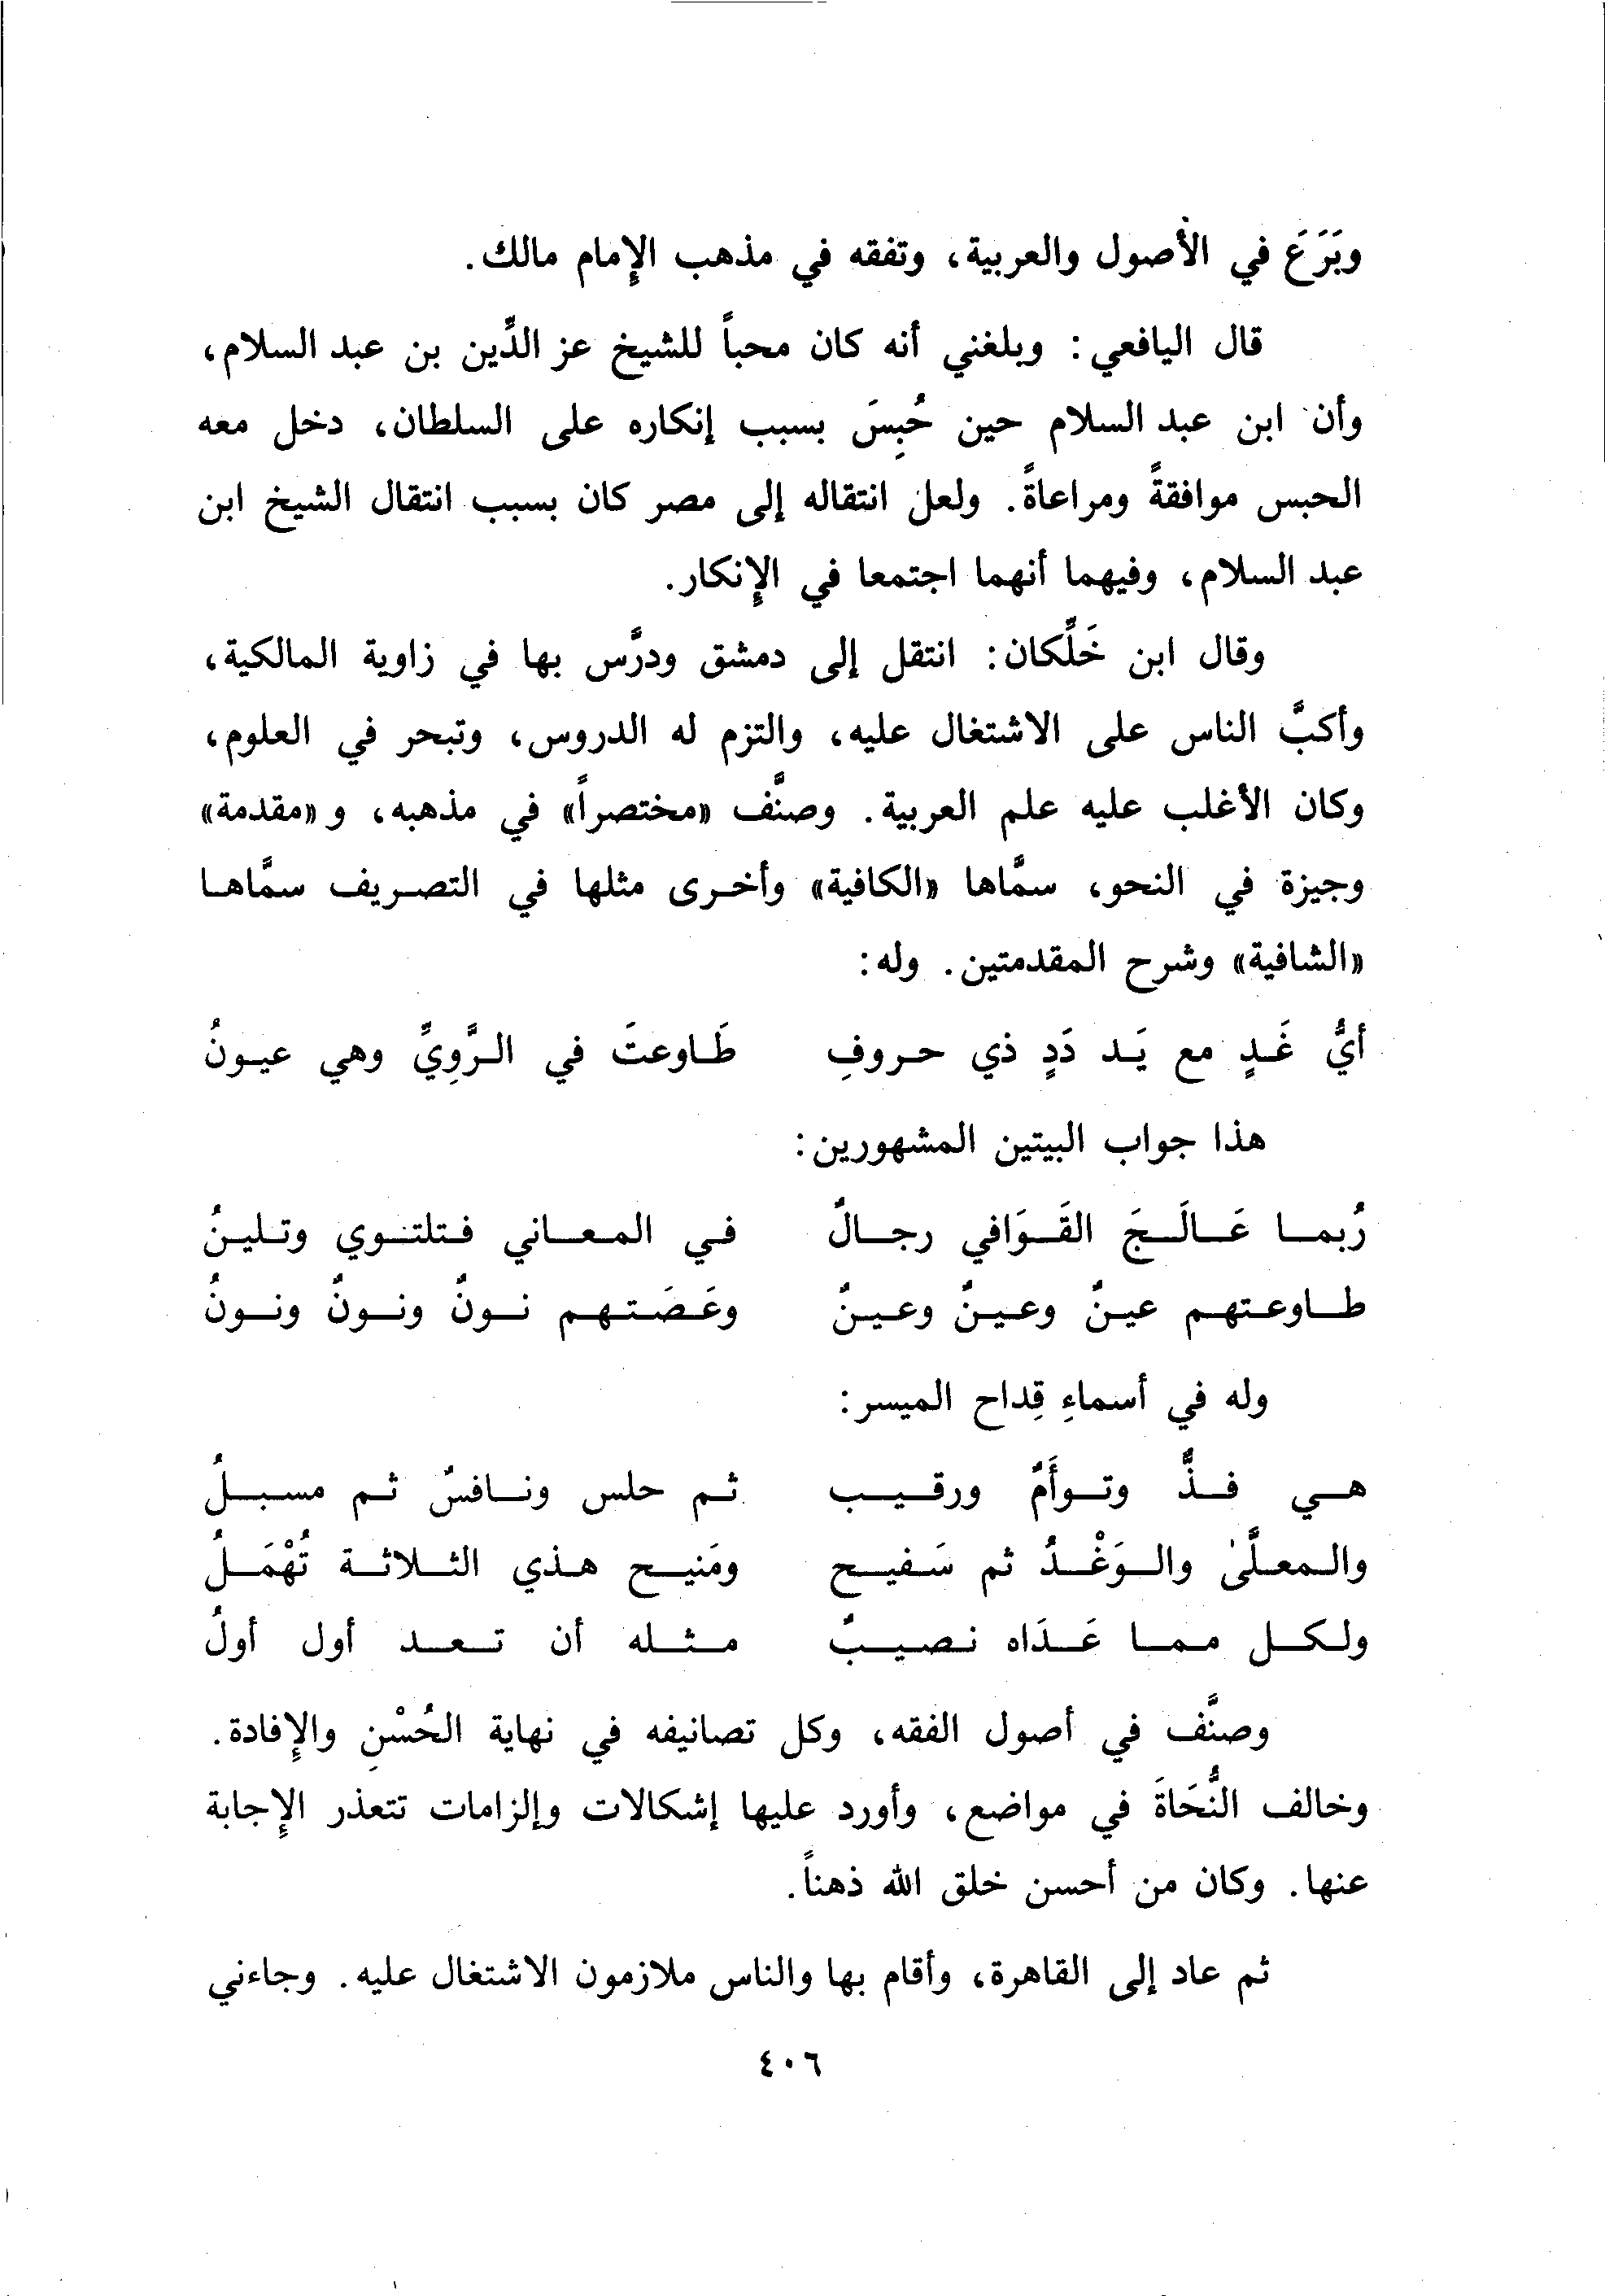 وبَرَعَ في الأصول والعربية، وتفقه في مذهب الإمام مالك.
قال اليافعي: وبلغني أنه كان محباً للشيخ عز الدِّين بن عبد السلام،
وأن ابن عبد السلام حين حُبِسَ بسبب إنكاره على السلطان، دخل معه
الحبس موافقةً ومراعاةً. ولعل انتقاله إلى مصر كان بسبب انتقال الشيخ ابن
عبد السلام، وفيهما أنهما اجتمعا في الإنكار.
وقال ابن خَلِّكان: انتقل إلى دمشق ودرَّس بها في زاوية المالكية،
وأكبَّ الناس على الاشتغال عليه، والتزم له الدروس، وتبحر في العلوم،
وكان الأغلب عليه علم العربية. وصنَّف «مختصراً» في مذهبه، و «مقدمة»
وجيزة في النحو، سمَّاها «الكافية» وأخرى مثلها في التصريف سمَّاها
«الشافية» وشرح المقدمتين. وله:
أيُّ غَدٍ مع يَد دَدٍ ذي حروفِ طَاوعتَ في الرَّوِيِّ وهي عيونُ
هذا جواب البيتين المشهورين:
رُبما عَالَجَ القَوَافي رجالُ في المعاني فتلتوي وتلينُ
طاوعتهم عينُ وعينُ وعينُ وعَصَتهم نونُ ونونُ ونونُ
وله في أسماءِ قِداح الميسر:
هي فذُّ وتوأَمُ ورقيب ثم حلس ونافسُ ثم مسبلُ
والمعلَّىٰ والوَغْدُ ثم سَفيح ومَنيح هذي الثلاثة تُهْمَلُ
ولكل مما عَدَاه نصيبُ مثله أن تعد أول أولُ
وصنَّف في أصول الفقه، وكل تصانيفه في نهاية الحُسْنِ والإفادة.
وخالف النُّحَاةَ في مواضع، وأورد عليها إشكالات وإلزامات تتعذر الإجابة
عنها. وكان من أحسن خلق الله ذهناً.
ثم عاد إلى القاهرة، وأقام بها والناس ملازمون الاشتغال عليه. وجاءني
٤٠٦